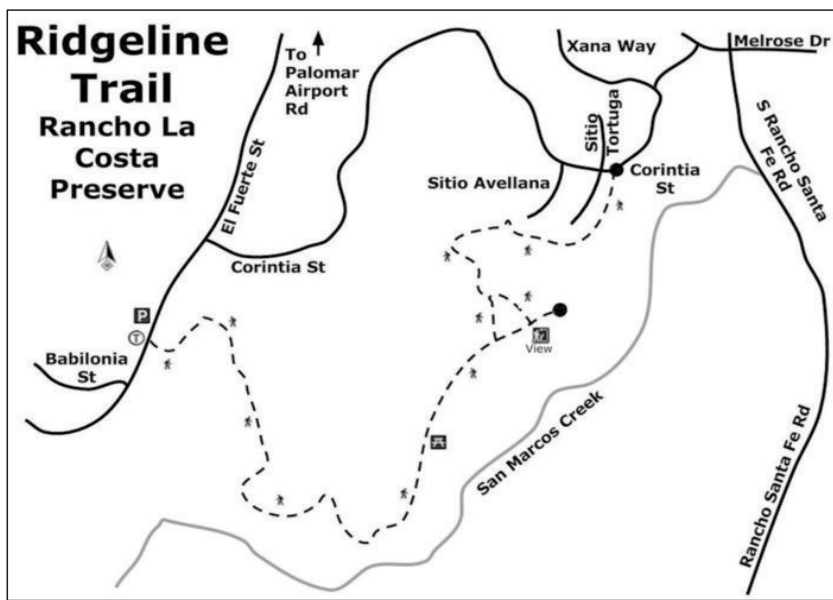 Ridgeline
Trail
Rancho La
Costa
Preserve
To
Palomar
Airport
Rd
El Fuerte St
Corintia St
Xana Way
Melrose Dr
Sitio
Tortuga
Sitio Avellana
Corintia
St
S Rancho Santa
Fe Rd
P
T
Babilonia
St
View
San Marcos Creek
Rancho Santa Fe Rd